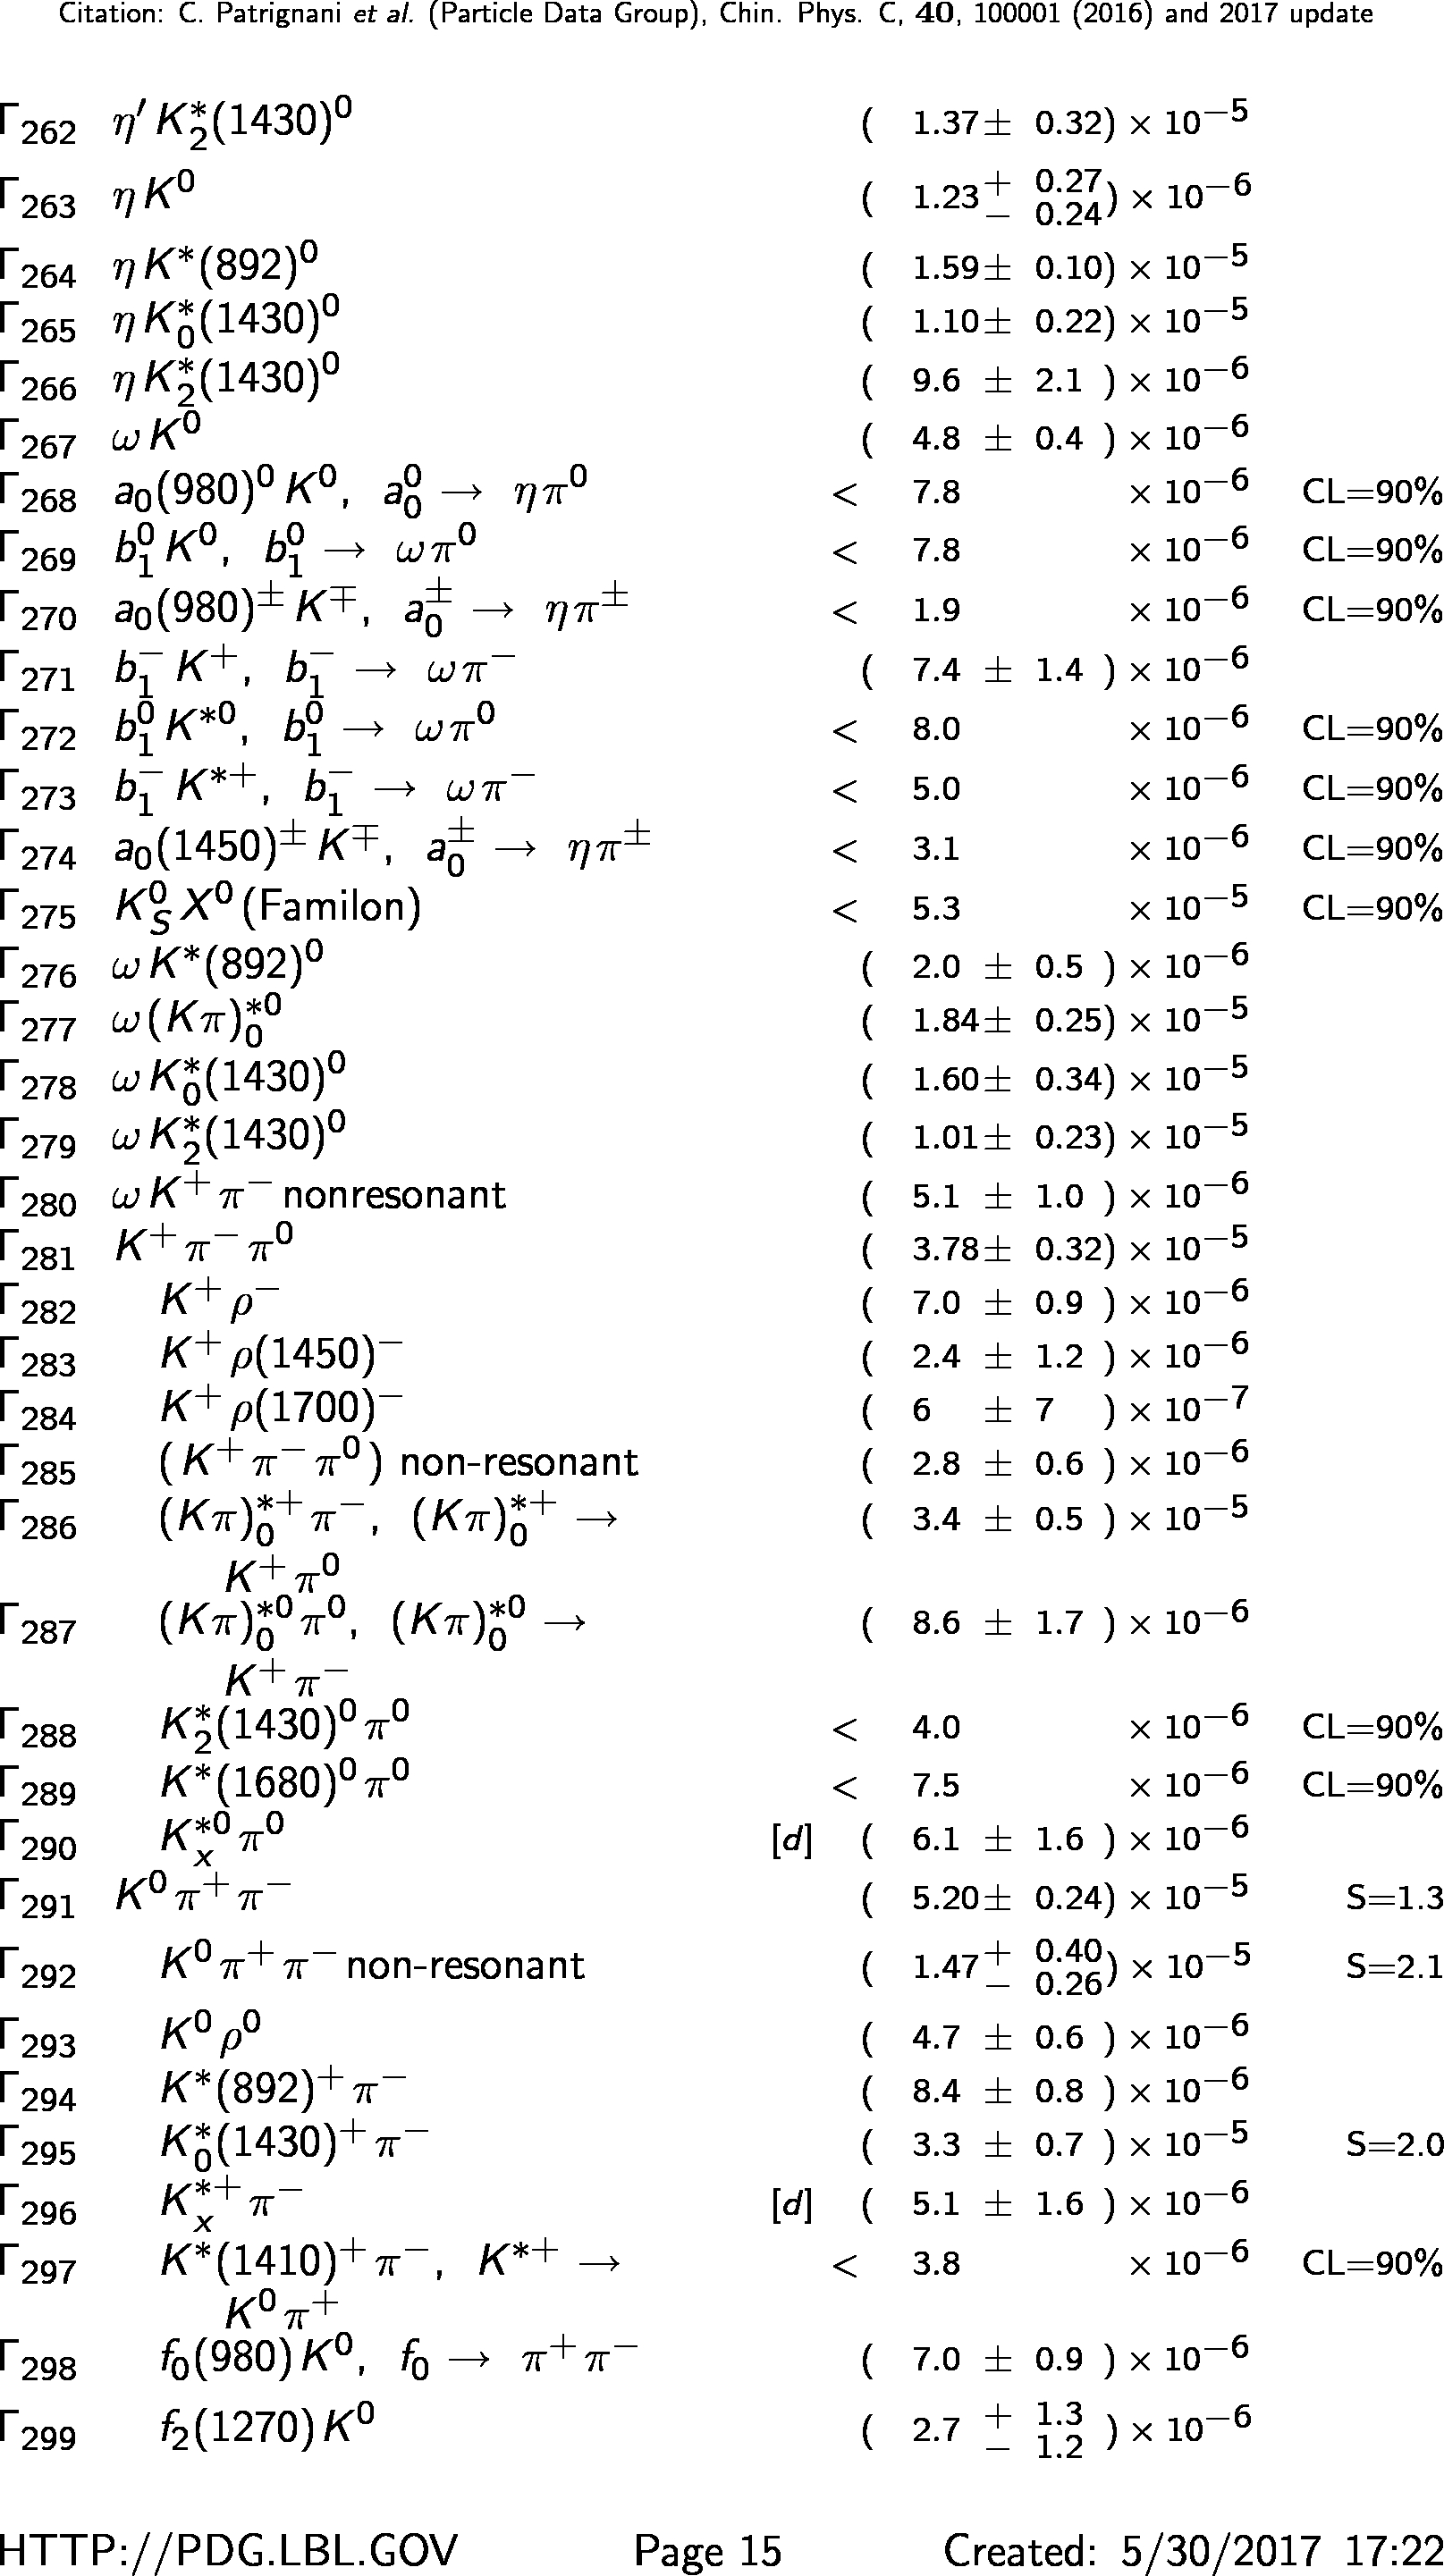 Citation: C. Patrignani et al. (Particle Data Group), Chin. Phys. C, 40, 100001 (2016) and 2017 update
Γ262 η′ K*2(1430)0 ( 1.37± 0.32) × 10−5
Γ263 η K0 ( 1.23 + 0.27 − 0.24) × 10−6
Γ264 η K*(892)0 ( 1.59± 0.10) × 10−5
Γ265 η K*0(1430)0 ( 1.10± 0.22) × 10−5
Γ266 η K*2(1430)0 ( 9.6 ± 2.1 ) × 10−6
Γ267 ω K0 ( 4.8 ± 0.4 ) × 10−6
Γ268 a0(980)0 K0, a00 → η π0 < 7.8 × 10−6 CL=90%
Γ269 b01 K0, b01 → ω π0 < 7.8 × 10−6 CL=90%
Γ270 a0(980)± K∓, a±0 → η π± < 1.9 × 10−6 CL=90%
Γ271 b−1 K+, b−1 → ω π− ( 7.4 ± 1.4 ) × 10−6
Γ272 b01 K*0, b01 → ω π0 < 8.0 × 10−6 CL=90%
Γ273 b−1 K*+, b−1 → ω π− < 5.0 × 10−6 CL=90%
Γ274 a0(1450)± K∓, a±0 → η π± < 3.1 × 10−6 CL=90%
Γ275 K0S X0 (Familon) < 5.3 × 10−5 CL=90%
Γ276 ω K*(892)0 ( 2.0 ± 0.5 ) × 10−6
Γ277 ω (Kπ)*00 ( 1.84± 0.25) × 10−5
Γ278 ω K*0(1430)0 ( 1.60± 0.34) × 10−5
Γ279 ω K*2(1430)0 ( 1.01± 0.23) × 10−5
Γ280 ω K+ π− nonresonant ( 5.1 ± 1.0 ) × 10−6
Γ281 K+ π− π0 ( 3.78± 0.32) × 10−5
Γ282 K+ ρ− ( 7.0 ± 0.9 ) × 10−6
Γ283 K+ ρ(1450)− ( 2.4 ± 1.2 ) × 10−6
Γ284 K+ ρ(1700)− ( 6 ± 7 ) × 10−7
Γ285 ( K+ π− π0 ) non-resonant ( 2.8 ± 0.6 ) × 10−6
Γ286 (Kπ)*+0 π−, (Kπ)*+0 → ( 3.4 ± 0.5 ) × 10−5
K+ π0
Γ287 (Kπ)*00 π0, (Kπ)*00 → ( 8.6 ± 1.7 ) × 10−6
K+ π−
Γ288 K*2(1430)0 π0 < 4.0 × 10−6 CL=90%
Γ289 K*(1680)0 π0 < 7.5 × 10−6 CL=90%
Γ290 K*0x π0 [d] ( 6.1 ± 1.6 ) × 10−6
Γ291 K0 π+ π− ( 5.20± 0.24) × 10−5 S=1.3
Γ292 K0 π+ π− non-resonant ( 1.47 + 0.40 − 0.26) × 10−5 S=2.1
Γ293 K0 ρ0 ( 4.7 ± 0.6 ) × 10−6
Γ294 K*(892)+ π− ( 8.4 ± 0.8 ) × 10−6
Γ295 K*0(1430)+ π− ( 3.3 ± 0.7 ) × 10−5 S=2.0
Γ296 K*+x π− [d] ( 5.1 ± 1.6 ) × 10−6
Γ297 K*(1410)+ π−, K*+ → < 3.8 × 10−6 CL=90%
K0 π+
Γ298 f0(980) K0, f0 → π+ π− ( 7.0 ± 0.9 ) × 10−6
Γ299 f2(1270) K0 ( 2.7 + 1.3 − 1.2 ) × 10−6
HTTP://PDG.LBL.GOV Page 15 Created: 5/30/2017 17:22